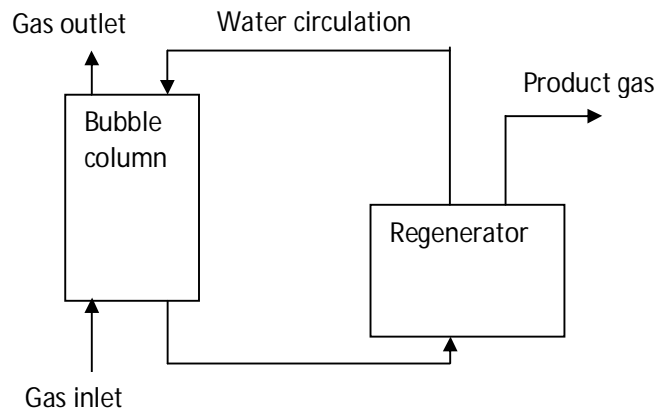 Gas outlet
Water circulation
Product gas
Bubble
column
Regenerator
Gas inlet